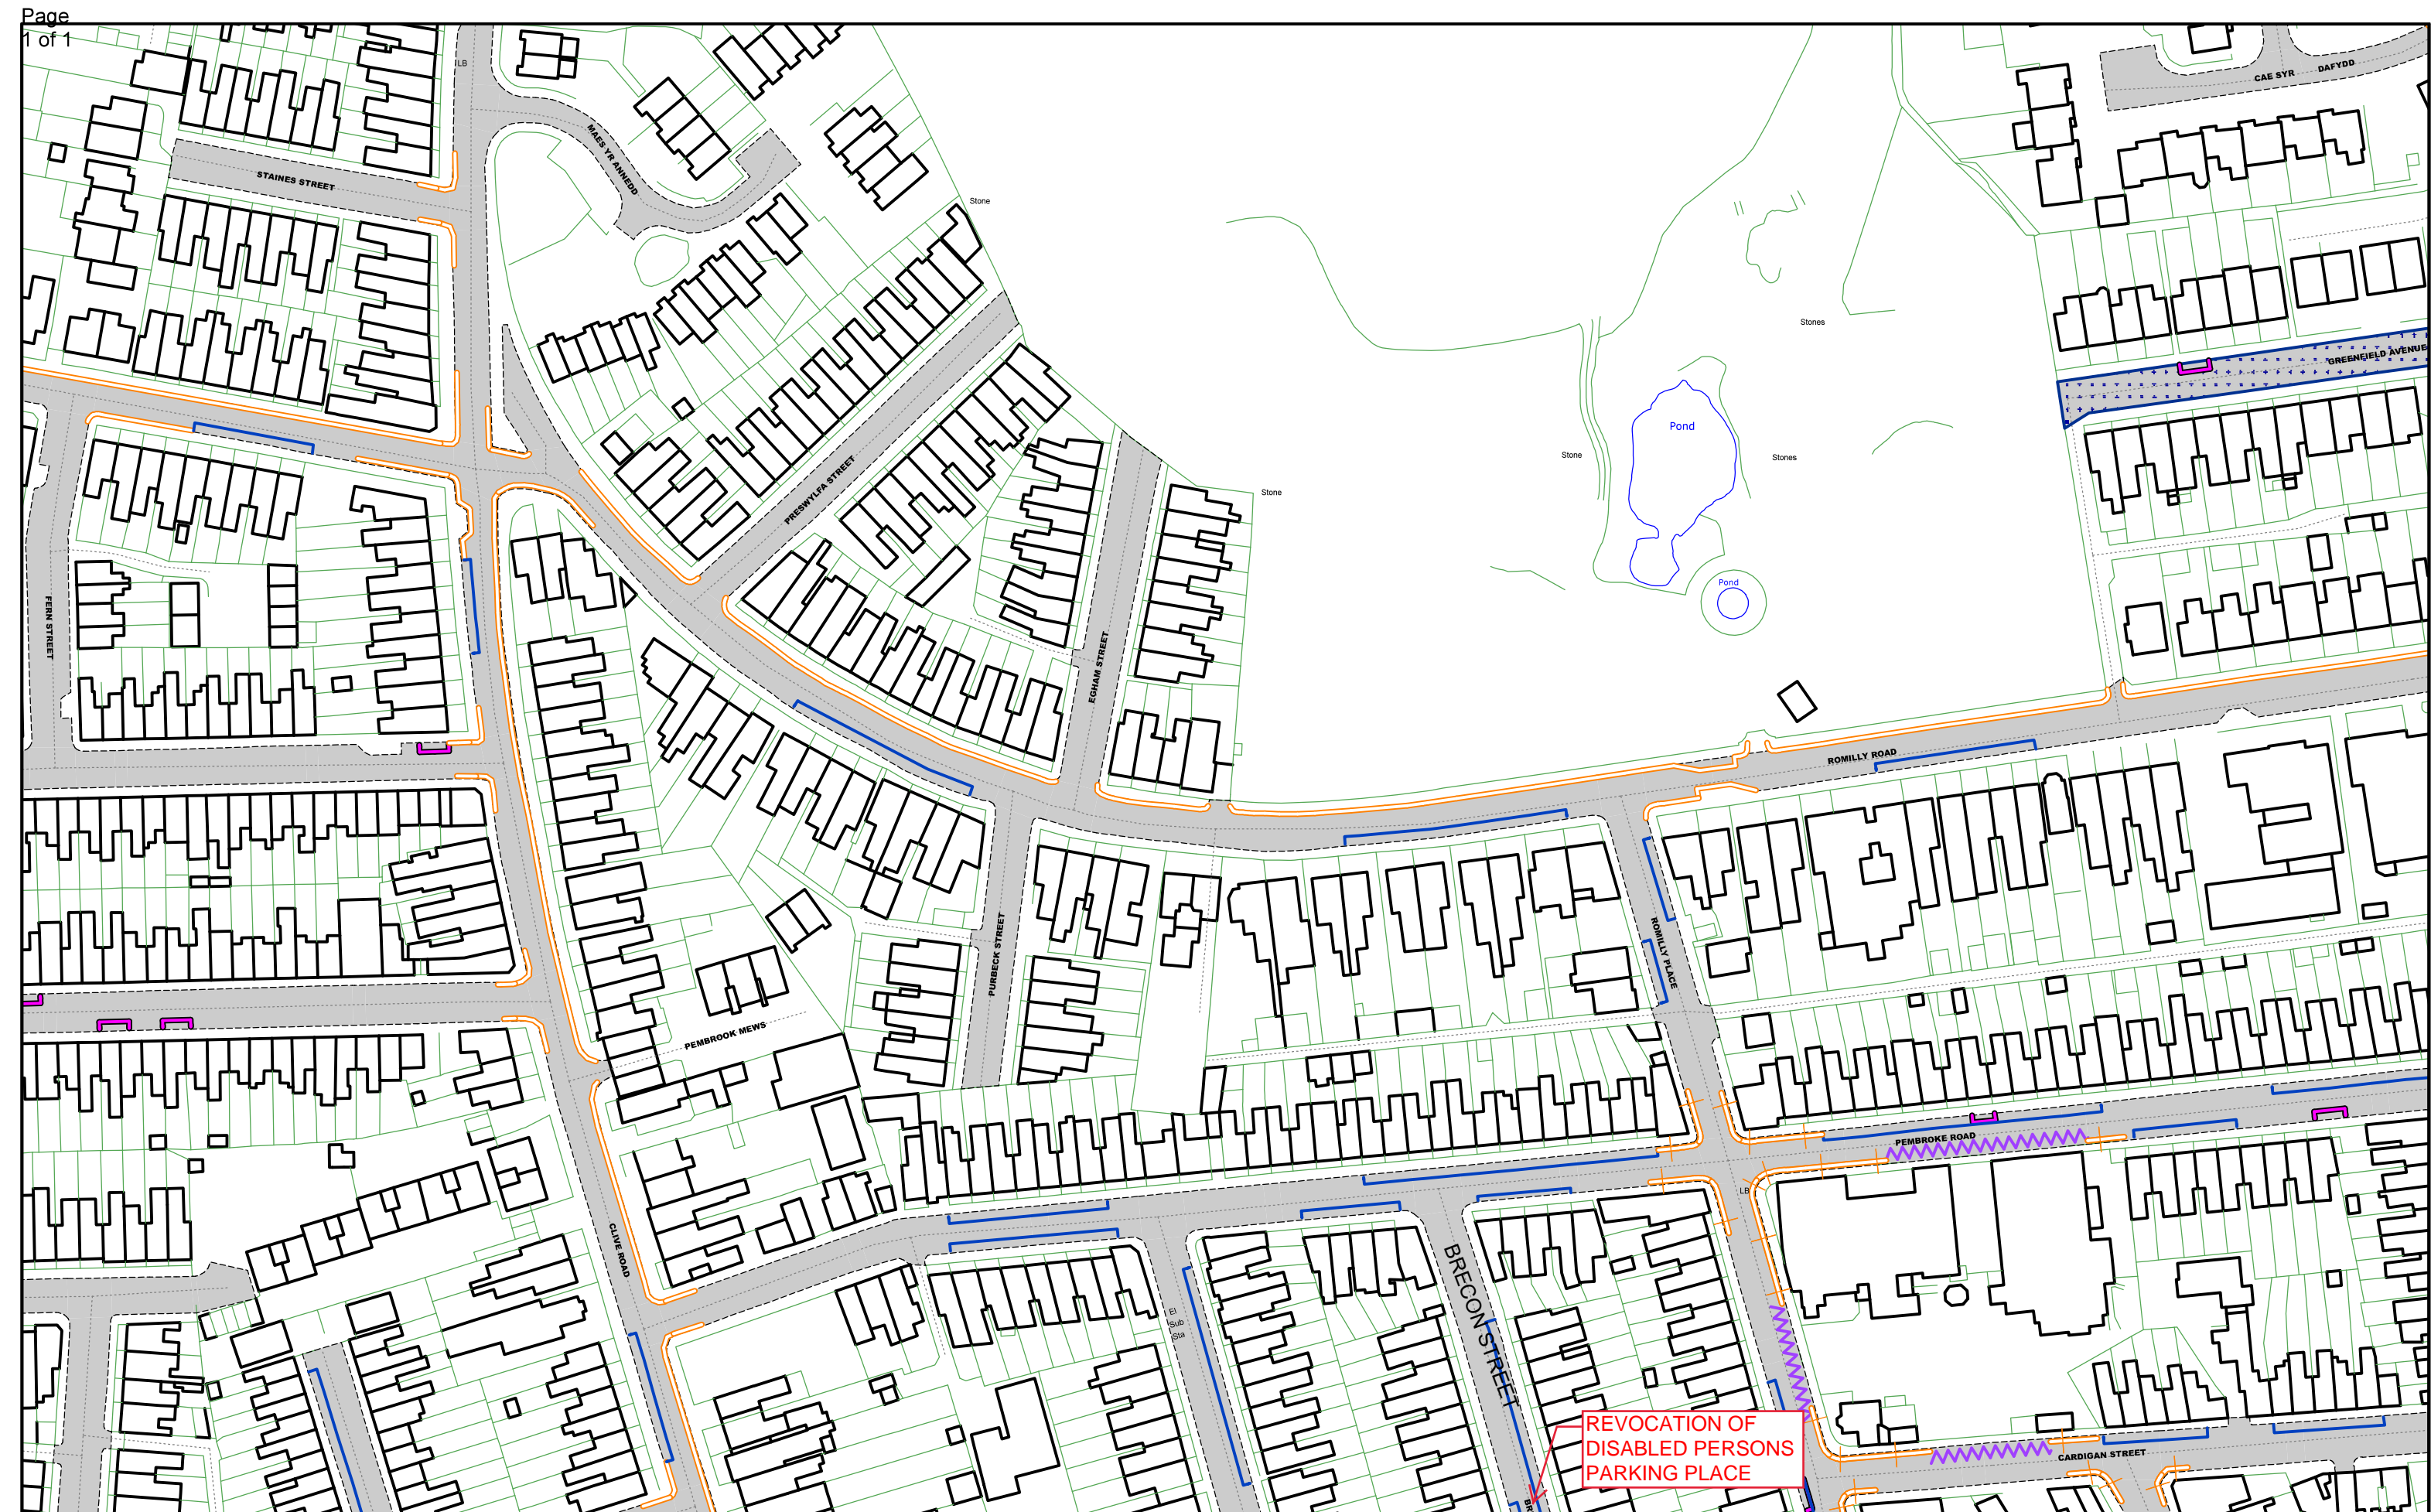 Page
1 of 1
LB
CAE SYR DAFYDD
MAES YR ANNEDD
STAINES STREET
Stone
Stones
GREENFIELD AVENUE
Pond
Stone
Stones
PRESWYLFA STREET
Stone
Pond
FERN STREET
EGHAM STREET
ROMILLY ROAD
PURBECK STREET
ROMILLY PLACE
PEMBROOK MEWS
PEMBROKE ROAD
LB
CLIVE ROAD
BRECON STREET
El
Sub
Sta
REVOCATION OF
DISABLED PERSONS
PARKING PLACE
CARDIGAN STREET
BR